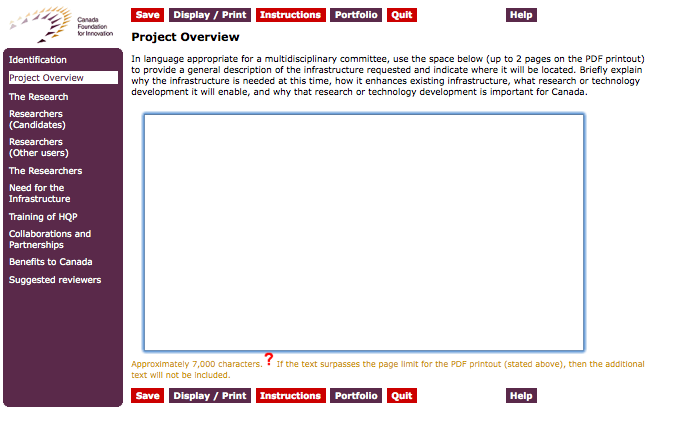 Canada
Foundation
for Innovation
Save Display / Print Instructions Portfolio Quit Help
Project Overview
In language appropriate for a multidisciplinary committee, use the space below (up to 2 pages on the PDF printout)
to provide a general description of the infrastructure requested and indicate where it will be located. Briefly explain
why the infrastructure is needed at this time, how it enhances existing infrastructure, what research or technology
development it will enable, and why that research or technology development is important for Canada.
Identification
Project Overview
The Research
Researchers
(Candidates)
Researchers
(Other users)
The Researchers
Need for the
Infrastructure
Training of HQP
Collaborations and
Partnerships
Benefits to Canada
Suggested reviewers
Approximately 7,000 characters. ? If the text surpasses the page limit for the PDF printout (stated above), then the additional
text will not be included.
Save Display / Print Instructions Portfolio Quit Help